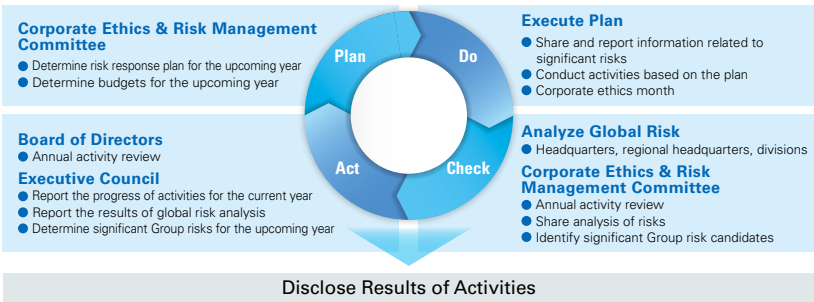 Corporate Ethics & Risk Management
Committee
● Determine risk response plan for the upcoming year
● Determine budgets for the upcoming year
Plan
Do
Execute Plan
● Share and report information related to
significant risks
● Conduct activities based on the plan
● Corporate ethics month
Board of Directors
● Annual activity review
Executive Council
● Report the progress of activities for the current year
● Report the results of global risk analysis
● Determine significant Group risks for the upcoming year
Act
Check
Analyze Global Risk
● Headquarters, regional headquarters, divisions
Corporate Ethics & Risk
Management Committee
● Annual activity review
● Share analysis of risks
● Identify significant Group risk candidates
Disclose Results of Activities